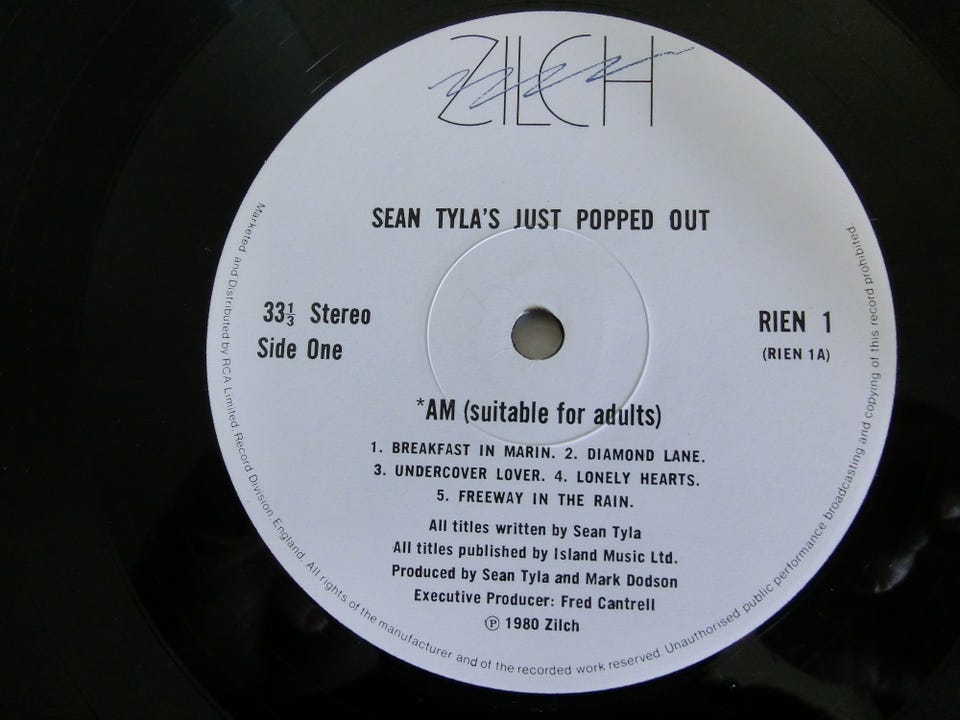 ZILCH
SEAN TYLA'S JUST POPPED OUT
33⅓ Stereo
Side One
RIEN 1
(RIEN 1A)
*AM (suitable for adults)
1. BREAKFAST IN MARIN. 2. DIAMOND LANE.
3. UNDERCOVER LOVER. 4. LONELY HEARTS.
5. FREEWAY IN THE RAIN.
All titles written by Sean Tyla
All titles published by Island Music Ltd.
Produced by Sean Tyla and Mark Dodson
Executive Producer: Fred Cantrell
℗ 1980 Zilch
Marketed and Distributed by RCA Limited, Record Division England. All rights of the manufacturer and of the recorded work reserved. Unauthorised public performance broadcasting and copying of this record prohibited